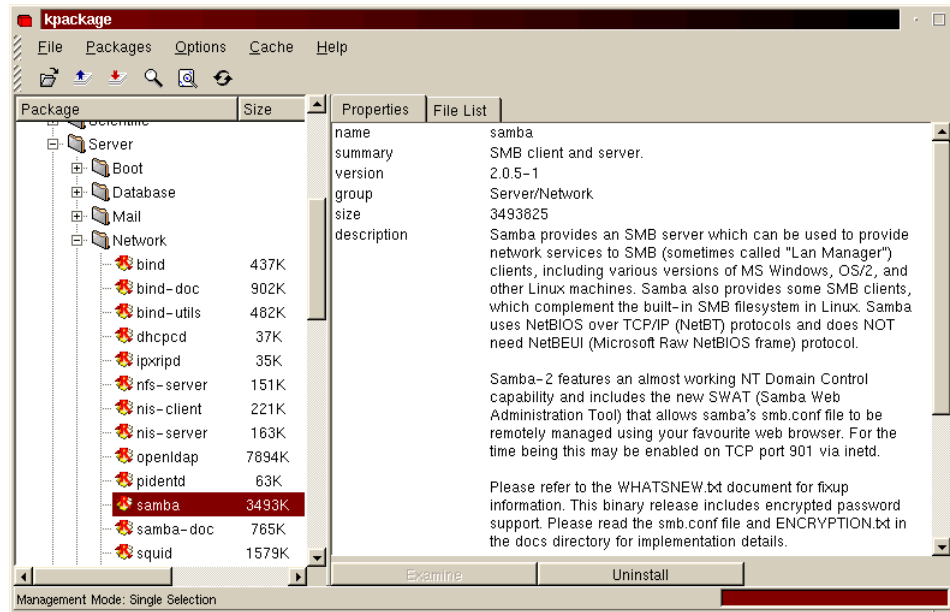 kpackage
File Packages Options Cache Help
Package Size
Scientific
Server
Boot
Database
Mail
Network
bind 437K
bind-doc 902K
bind-utils 482K
dhcpcd 37K
ipxripd 35K
nfs-server 151K
nis-client 221K
nis-server 163K
openldap 7894K
pidentd 63K
samba 3493K
samba-doc 765K
squid 1579K
Properties File List
name samba
summary SMB client and server.
version 2.0.5-1
group Server/Network
size 3493825
description Samba provides an SMB server which can be used to provide
network services to SMB (sometimes called "Lan Manager")
clients, including various versions of MS Windows, OS/2, and
other Linux machines. Samba also provides some SMB clients,
which complement the built-in SMB filesystem in Linux. Samba
uses NetBIOS over TCP/IP (NetBT) protocols and does NOT
need NetBEUI (Microsoft Raw NetBIOS frame) protocol.
Samba-2 features an almost working NT Domain Control
capability and includes the new SWAT (Samba Web
Administration Tool) that allows samba's smb.conf file to be
remotely managed using your favourite web browser. For the
time being this may be enabled on TCP port 901 via inetd.
Please refer to the WHATSNEW.txt document for fixup
information. This binary release includes encrypted password
support. Please read the smb.conf file and ENCRYPTION.txt in
the docs directory for implementation details.
Examine Uninstall
Management Mode: Single Selection